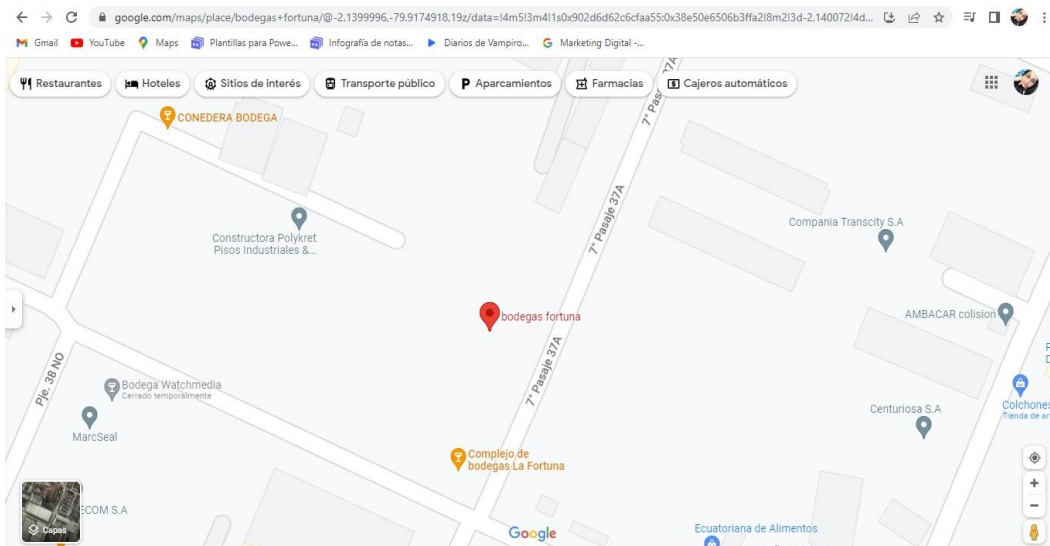 google.com/maps/place/bodegas+fortuna/@-2.1399996,-79.9174918,19z/data=!4m5!3m4!1s0x902d6d62c6cfaa55:0x38e50e6506b3ffa2!8m2!3d-2.140072!4d...
Gmail YouTube Maps Plantillas para Powe... Infografía de notas... Diarios de Vampiro... Marketing Digital -...
Restaurantes Hoteles Sitios de interés Transporte público Aparcamientos Farmacias Cajeros automáticos
CONEDERA BODEGA
7° Pasaje 37A
Constructora Polykret
Pisos Industriales &...
7° Pasaje 37A
Compania Transcity S.A
bodegas fortuna
AMBACAR colision
7° Pasaje 37A
Pje. 38 NO
Bodega Watchmedia
Cerrado temporalmente
MarcSeal
Colchones
Tienda de ar
Centuriosa S.A
Complejo de
bodegas La Fortuna
ECOM S.A
Capas
Google
Ecuatoriana de Alimentos